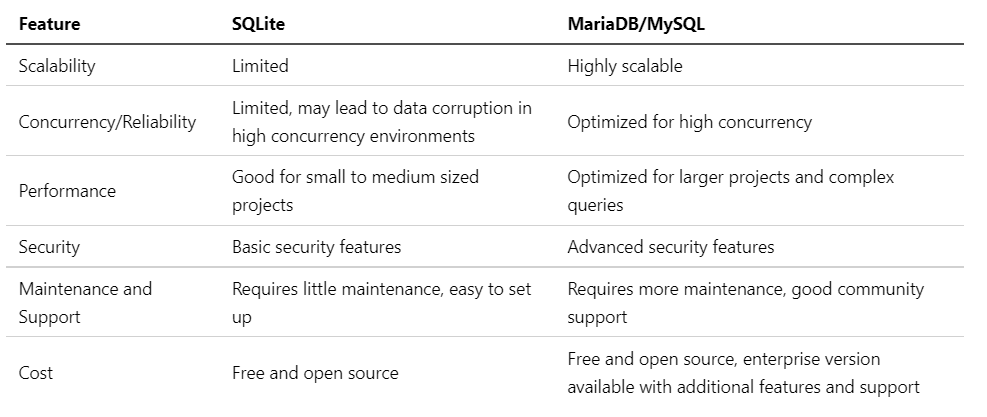 Feature SQLite MariaDB/MySQL
Scalability Limited Highly scalable
Concurrency/Reliability Limited, may lead to data corruption in high concurrency environments Optimized for high concurrency
Performance Good for small to medium sized projects Optimized for larger projects and complex queries
Security Basic security features Advanced security features
Maintenance and Support Requires little maintenance, easy to set up Requires more maintenance, good community support
Cost Free and open source Free and open source, enterprise version available with additional features and support